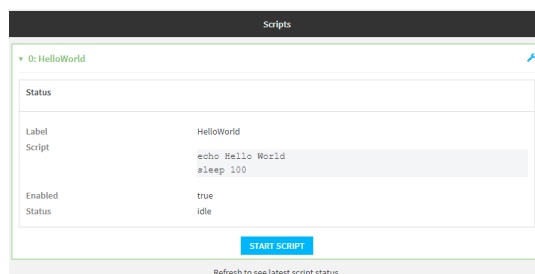 Scripts
▾ 0: HelloWorld
Status
Label HelloWorld
Script echo Hello World
sleep 100
Enabled true
Status idle
START SCRIPT
Refresh to see latest script status